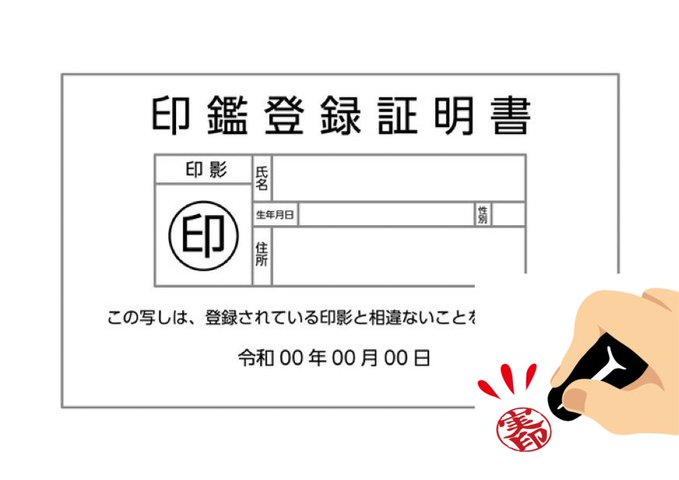 印鑑登録証明書
印影
氏名
印
生年月日
性別
住所
この写しは、登録されている印影と相違ないことを
令和 00 年 00 月 00 日
実印